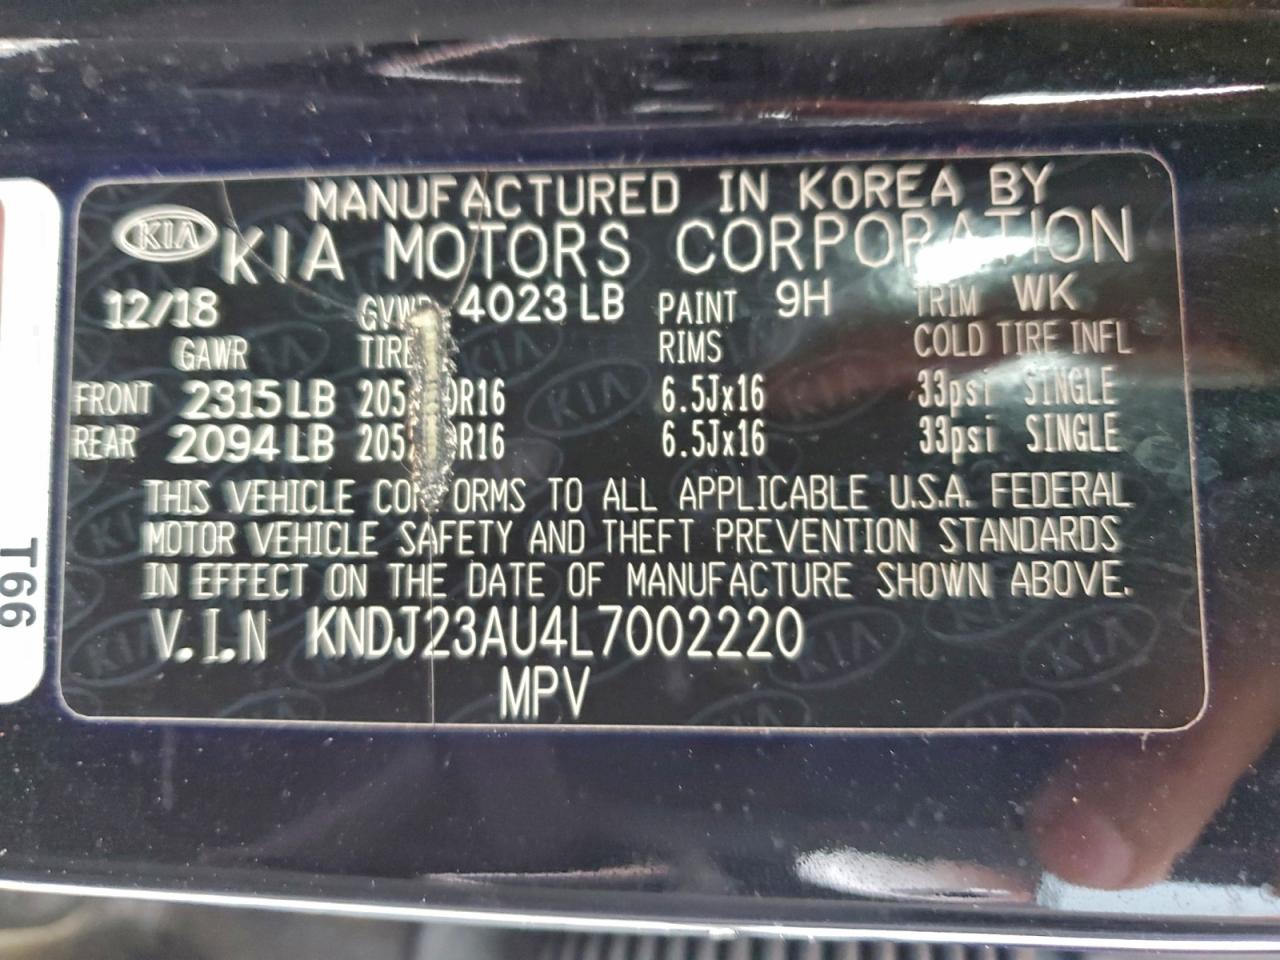 MANUFACTURED IN KOREA BY
KIA KIA MOTORS CORPORATION
12/18 GVWR 4023 LB PAINT 9H TRIM WK
GAWR TIRE RIMS COLD TIRE INFL
FRONT 2315 LB 6.5Jx16 33psi SINGLE
REAR 2094 LB 6.5Jx16 33psi SINGLE
THIS VEHICLE CONFORMS TO ALL APPLICABLE U.S.A. FEDERAL
MOTOR VEHICLE SAFETY AND THEFT PREVENTION STANDARDS
IN EFFECT ON THE DATE OF MANUFACTURE SHOWN ABOVE.
V.I.N KNDJ23AU4L7002220
MPV
T66